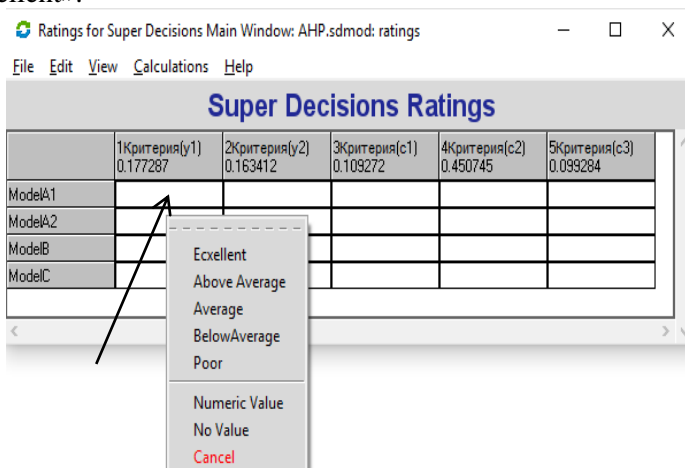 Ratings for Super Decisions Main Window: AHP.sdmod: ratings
File Edit View Calculations Help
Super Decisions Ratings
1Критерия(y1) 2Критерия(y2) 3Критерия(c1) 4Критерия(c2) 5Критерия(c3)
0.177287 0.163412 0.109272 0.450745 0.099284
ModelA1
ModelA2
ModelB
ModelC
Ecxellent
Above Average
Average
BelowAverage
Poor
Numeric Value
No Value
Cancel